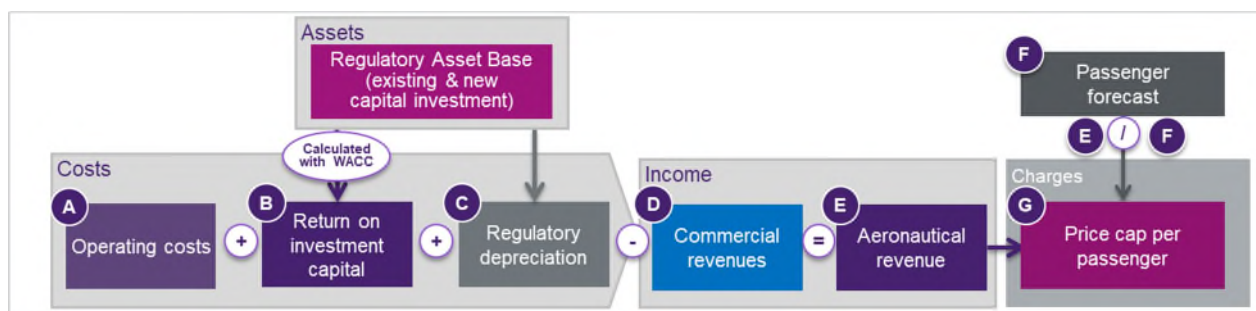 Assets
Regulatory Asset Base
(existing & new
capital investment)
F
Passenger
forecast
Calculated
with WACC
E / F
Costs
Income
Charges
A
Operating costs
+
B
Return on
investment
capital
+
C
Regulatory
depreciation
-
D
Commercial
revenues
=
E
Aeronautical
revenue
G
Price cap per
passenger